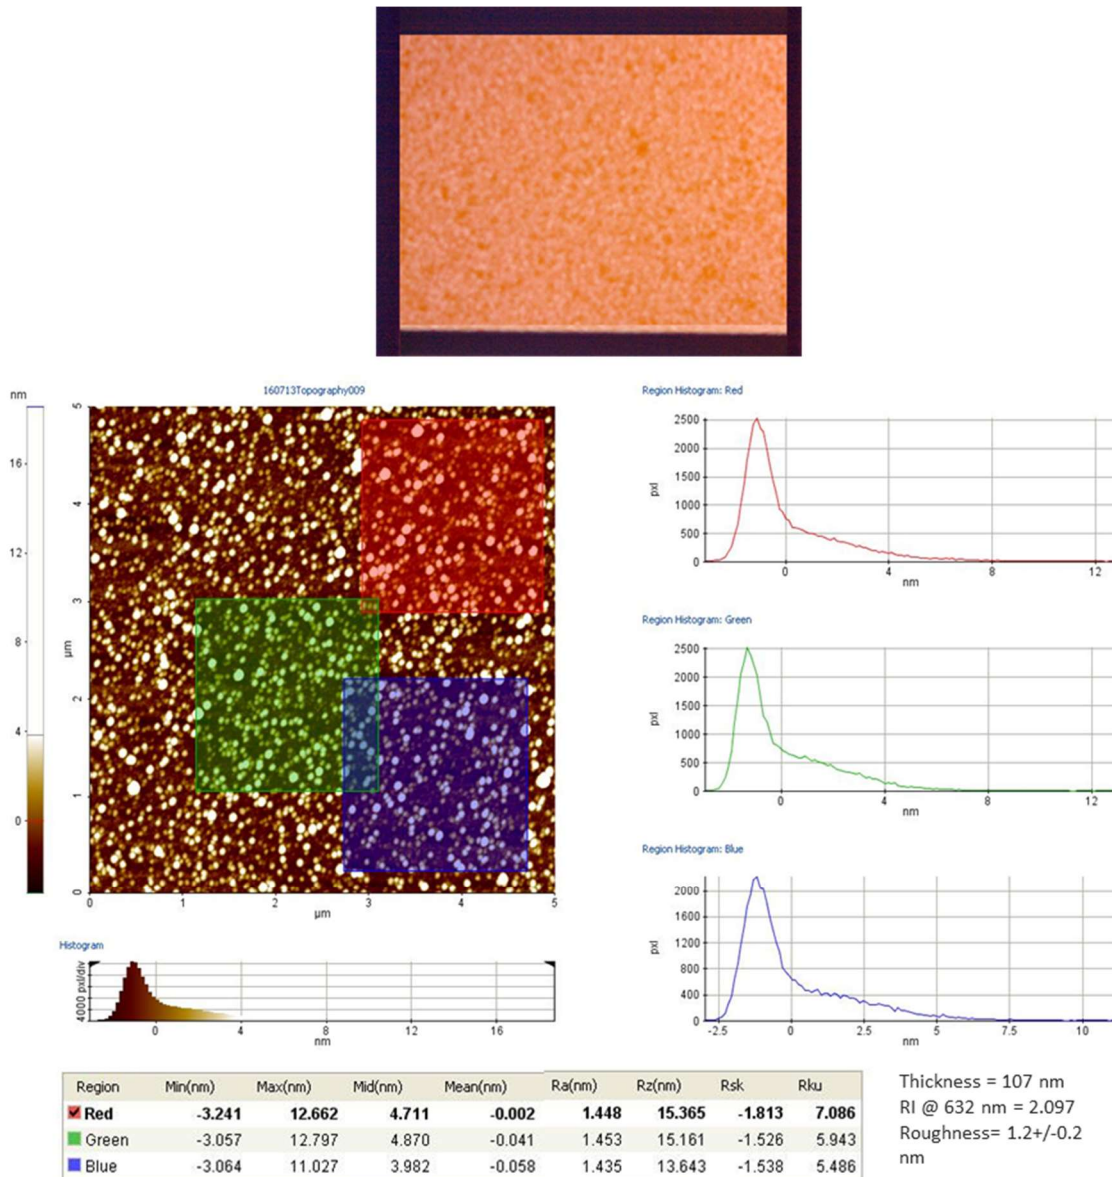 160713Topography009
nm
16
12
8
4
0
5
4
3
2
1
0
µm
0 1 2 3 4 5
µm
Region Histogram: Red
2500
2000
1500
1000
500
0
pxl
0 4 8 12
nm
Region Histogram: Green
2500
2000
1500
1000
500
0
pxl
0 4 8 12
nm
Region Histogram: Blue
2000
1600
1200
800
400
0
pxl
-2.5 0 2.5 5 7.5 10
nm
Histogram
4000 pxl/div
0 4 8 12 16
nm
Region Min(nm) Max(nm) Mid(nm) Mean(nm) Ra(nm) Rz(nm) Rsk Rku
Red -3.241 12.662 4.711 -0.002 1.448 15.365 -1.813 7.086
Green -3.057 12.797 4.870 -0.041 1.453 15.161 -1.526 5.943
Blue -3.064 11.027 3.982 -0.058 1.435 13.643 -1.538 5.486
Thickness = 107 nm
RI @ 632 nm = 2.097
Roughness= 1.2+/-0.2
nm